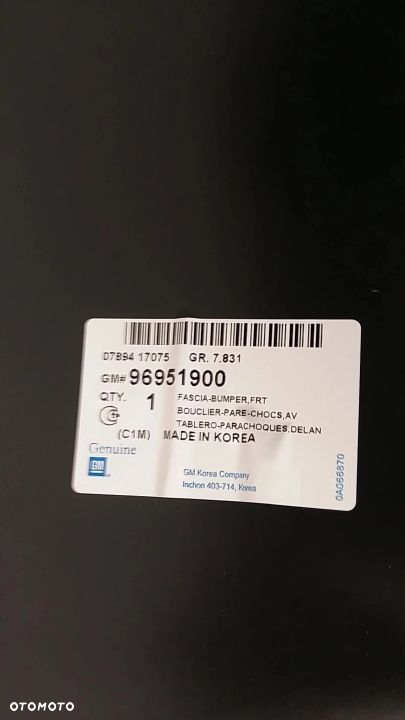 07894 17075 GR. 7.831
GM# 96951900
QTY. 1 FASCIA-BUMPER,FRT
BOUCLIER-PARE-CHOCS,AV
TABLERO-PARACHOQUES,DELAN
(C1M) MADE IN KOREA
Genuine
GM
GM Korea Company
Inchon 403-714, Korea
0A066870
OTOMOTO